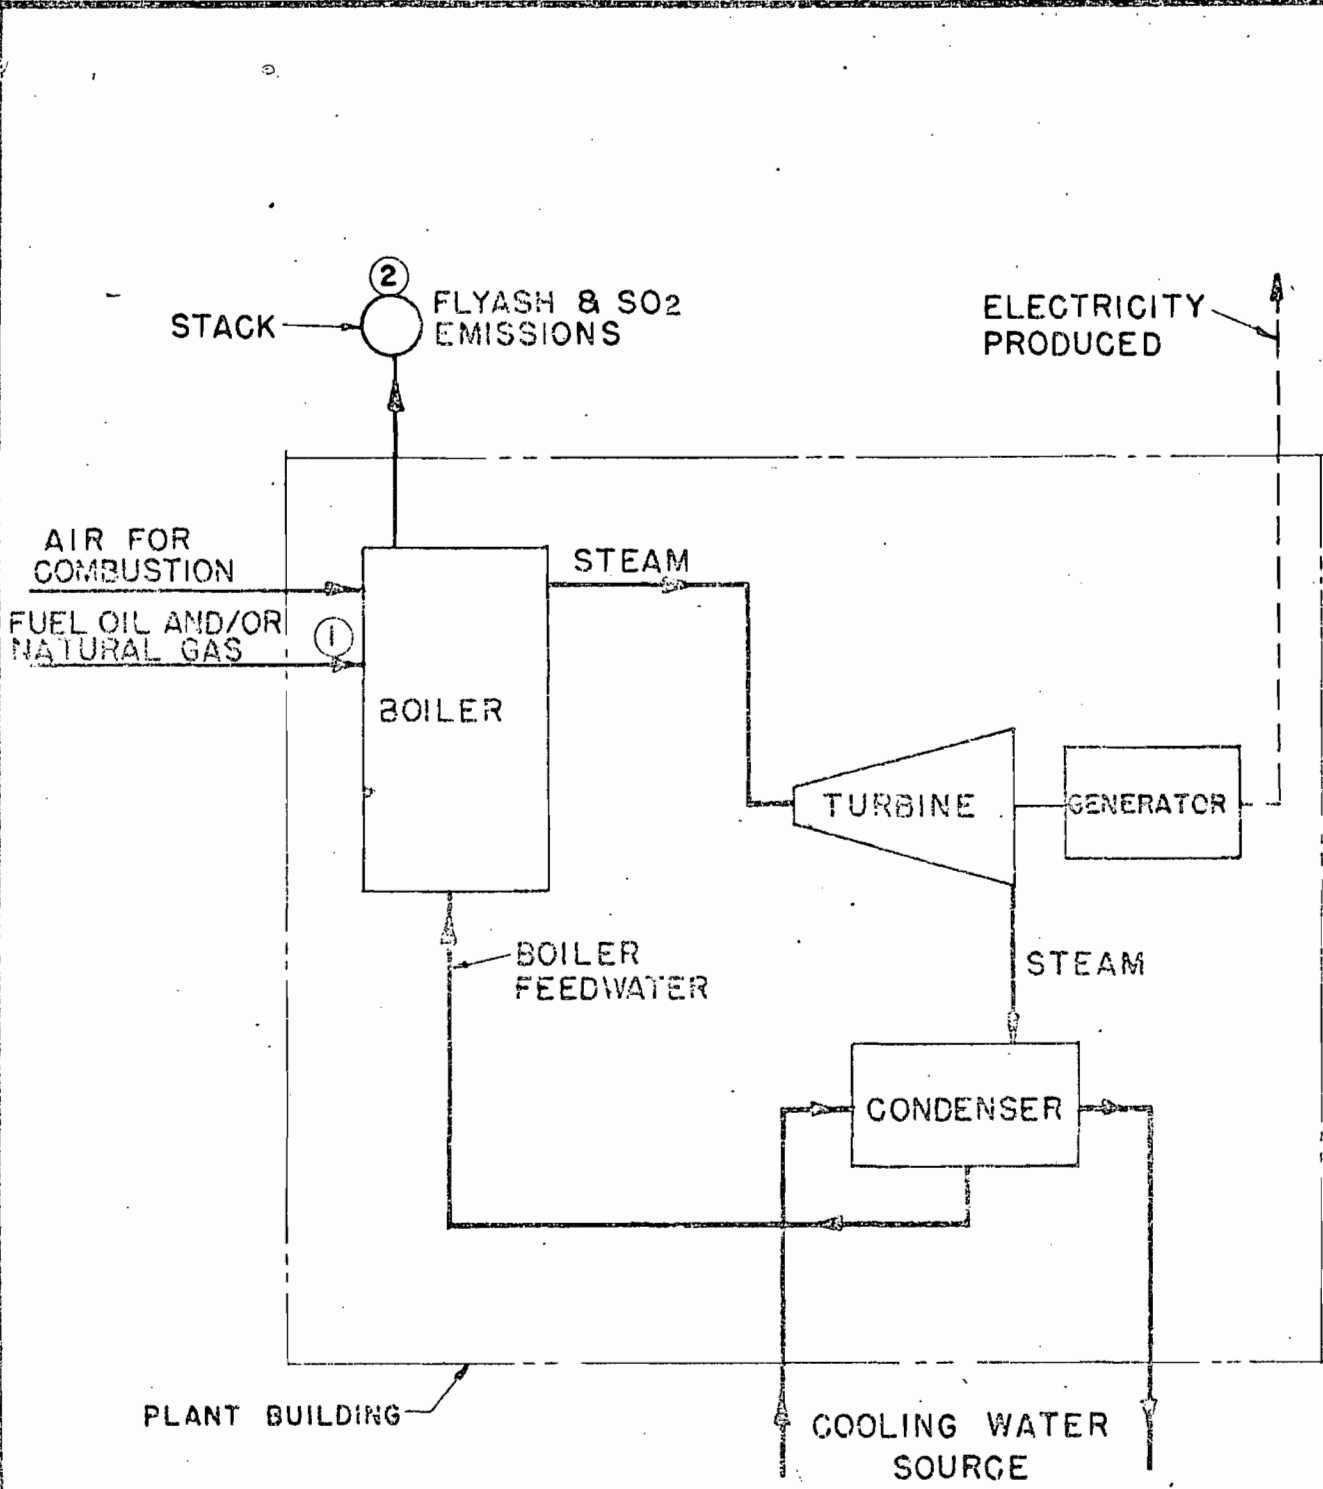 2
STACK
FLYASH & SO2
EMISSIONS
ELECTRICITY
PRODUCED
AIR FOR
COMBUSTION
FUEL OIL AND/OR
NATURAL GAS
1
STEAM
BOILER
TURBINE
GENERATOR
BOILER
FEEDWATER
STEAM
CONDENSER
PLANT BUILDING
COOLING WATER
SOURCE